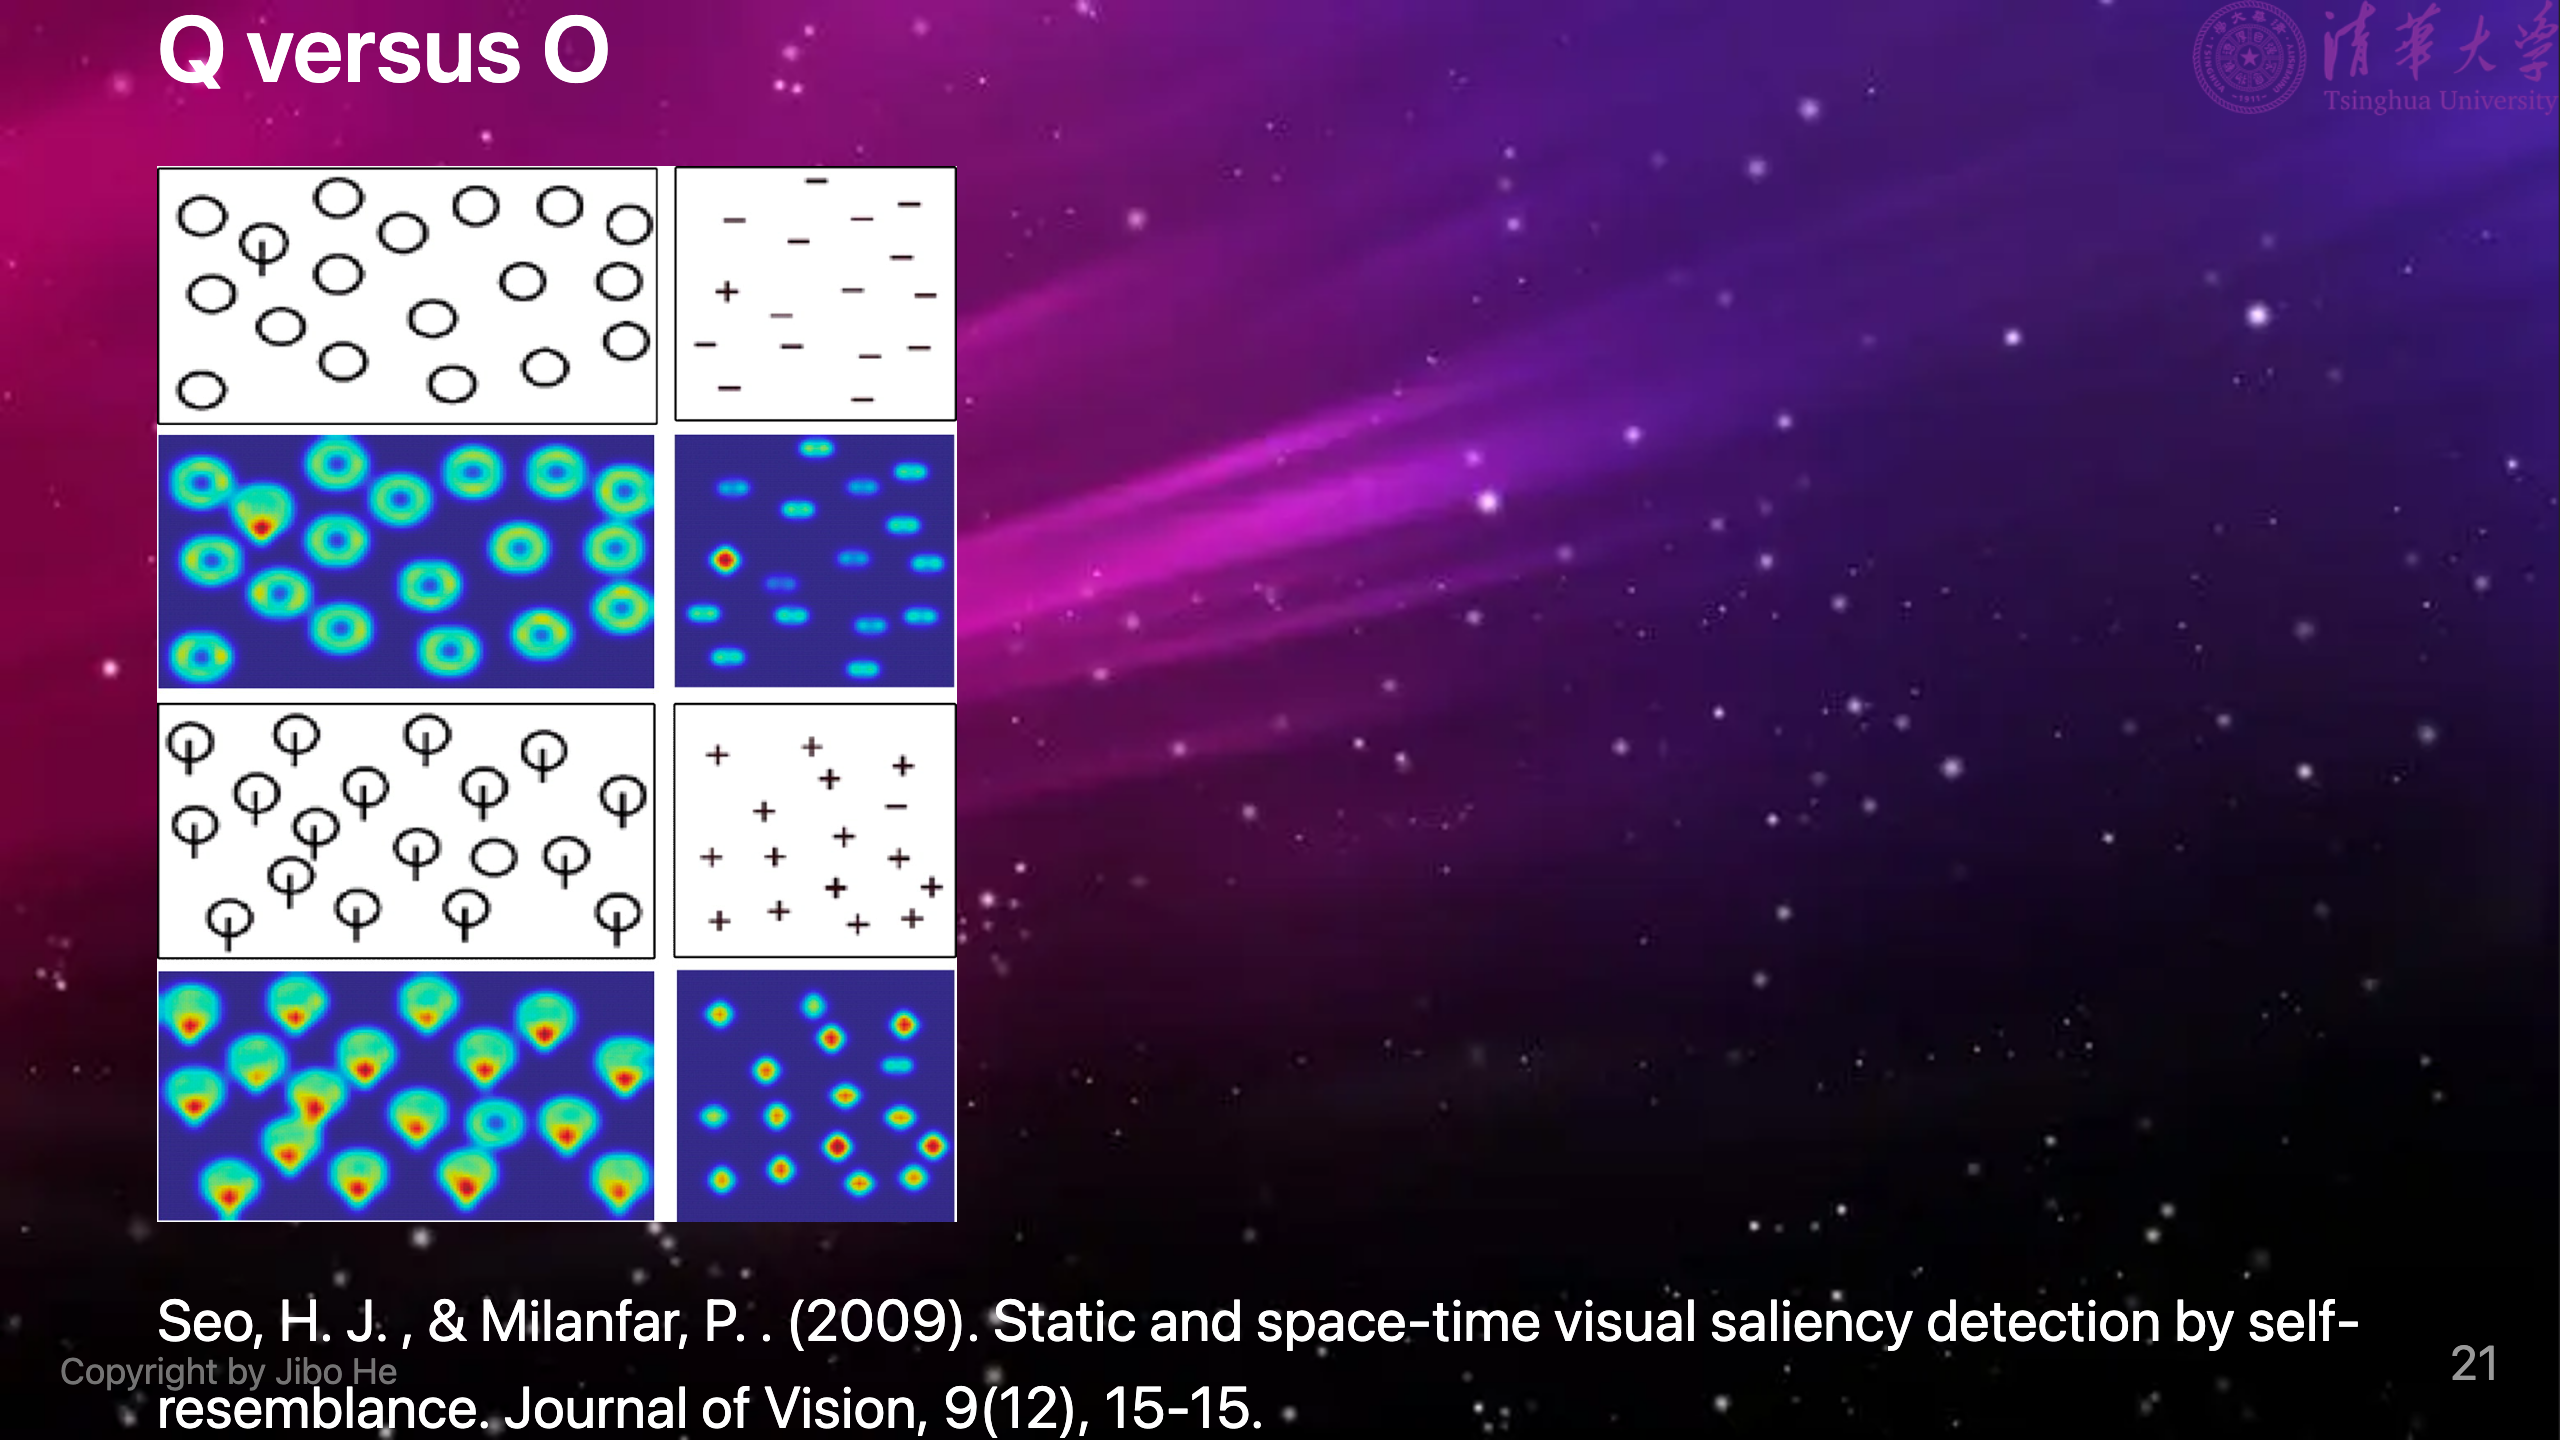 Q versus O
清華大学
Tsinghua University
Seo, H. J. , & Milanfar, P. . (2009). Static and space-time visual saliency detection by self-
Copyright by Jibo He
21
resemblance. Journal of Vision, 9(12), 15-15.